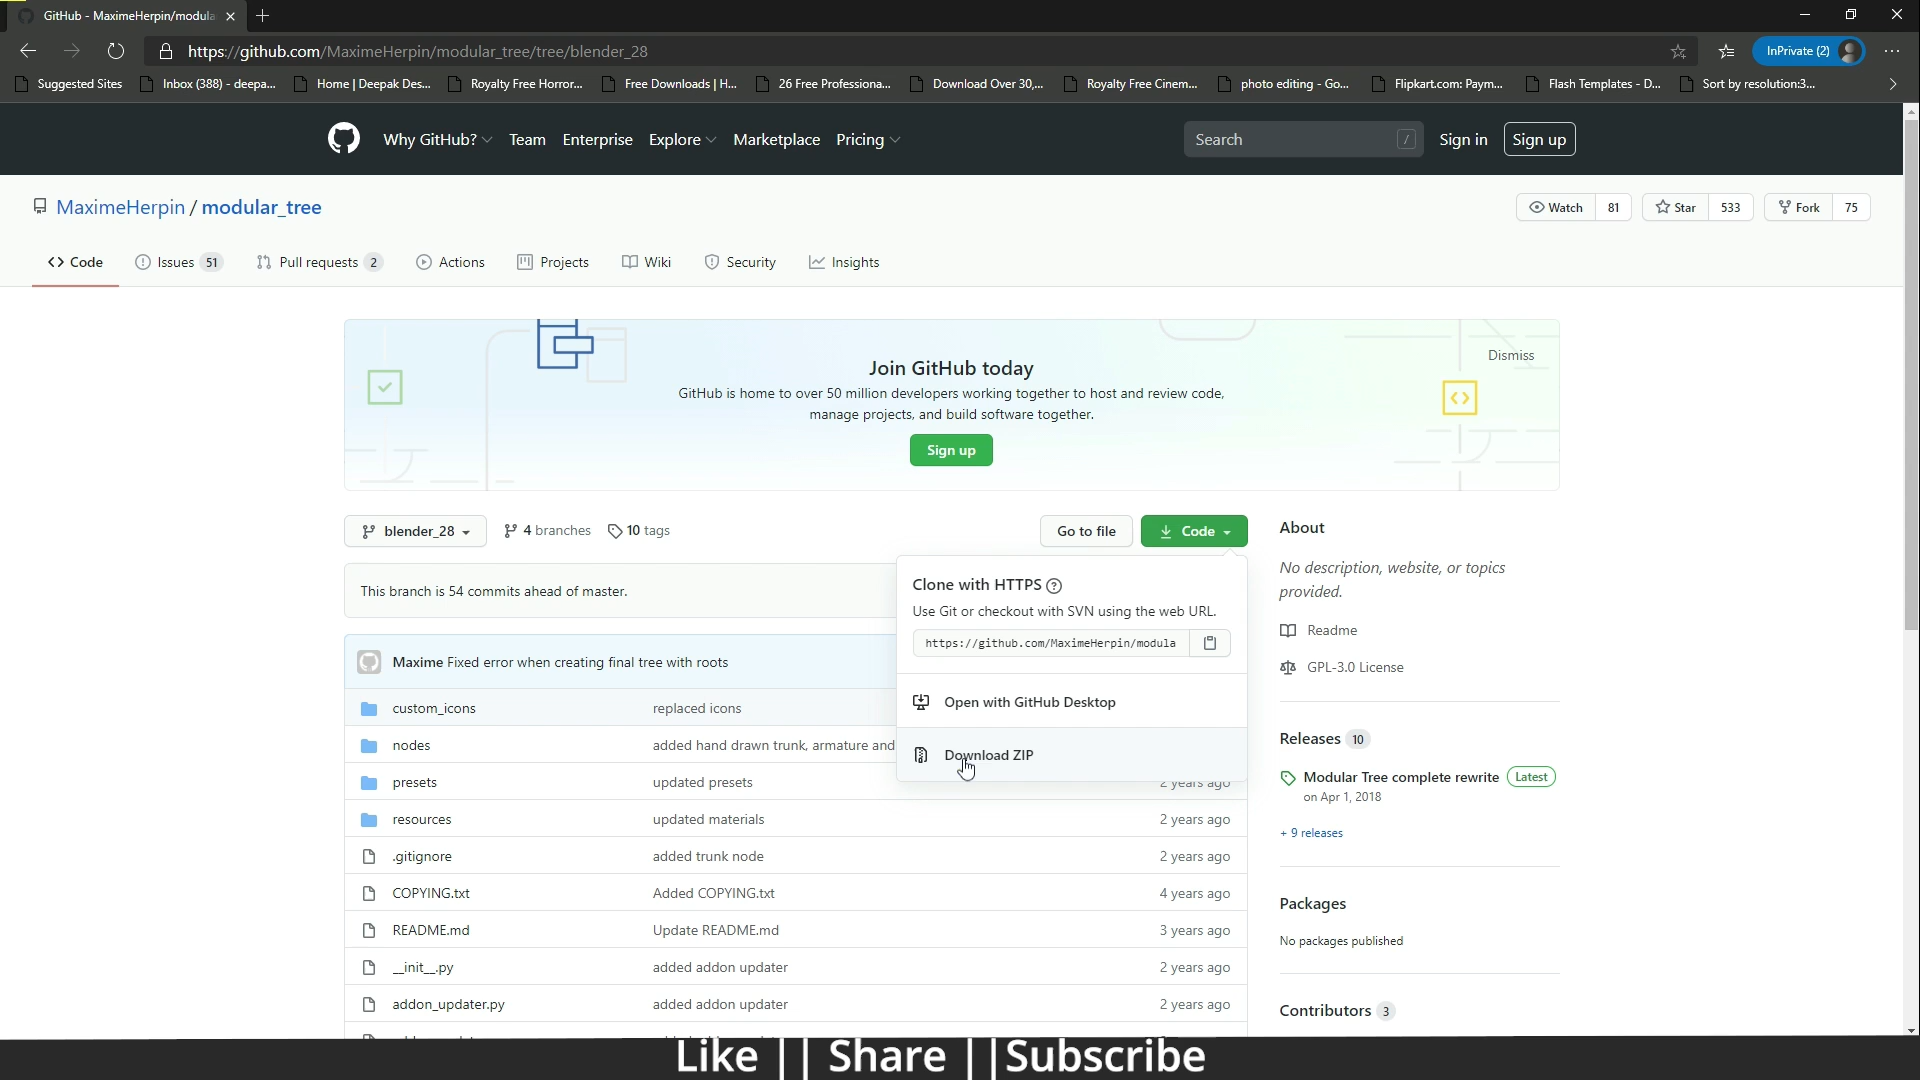 GitHub - MaximeHerpin/modula
https://github.com/MaximeHerpin/modular_tree/tree/blender_28
InPrivate (2)
Suggested Sites
Inbox (388) - deepa...
Home | Deepak Des...
Royalty Free Horror...
Free Downloads | H...
26 Free Professiona...
Download Over 30,...
Royalty Free Cinem...
photo editing - Go...
Flipkart.com: Paym...
Flash Templates - D...
Sort by resolution:3...
Why GitHub?
Team
Enterprise
Explore
Marketplace
Pricing
Search /
Sign in
Sign up
MaximeHerpin / modular_tree
Watch 81
Star 533
Fork 75
Code
Issues 51
Pull requests 2
Actions
Projects
Wiki
Security
Insights
Join GitHub today
Dismiss
GitHub is home to over 50 million developers working together to host and review code,
manage projects, and build software together.
Sign up
blender_28
4 branches
10 tags
Go to file
Code
This branch is 54 commits ahead of master.
Clone with HTTPS
Use Git or checkout with SVN using the web URL.
https://github.com/MaximeHerpin/modula
Open with GitHub Desktop
Download ZIP
Maxime Fixed error when creating final tree with roots
custom_icons replaced icons
nodes added hand drawn trunk, armature and
presets updated presets 2 years ago
resources updated materials 2 years ago
.gitignore added trunk node 2 years ago
COPYING.txt Added COPYING.txt 4 years ago
README.md Update README.md 3 years ago
__init__.py added addon updater 2 years ago
addon_updater.py added addon updater 2 years ago
About
No description, website, or topics
provided.
Readme
GPL-3.0 License
Releases 10
Modular Tree complete rewrite Latest
on Apr 1, 2018
+ 9 releases
Packages
No packages published
Contributors 3
Like || Share ||Subscribe